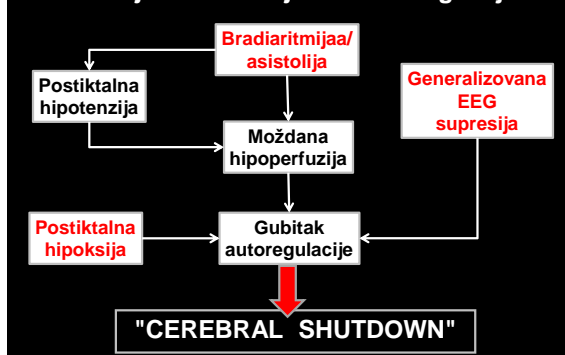 Bradiaritmijaa/
asistolija
Postiktalna
hipotenzija
Generalizovana
EEG
supresija
Moždana
hipoperfuzija
Postiktalna
hipoksija
Gubitak
autoregulacije
"CEREBRAL SHUTDOWN"